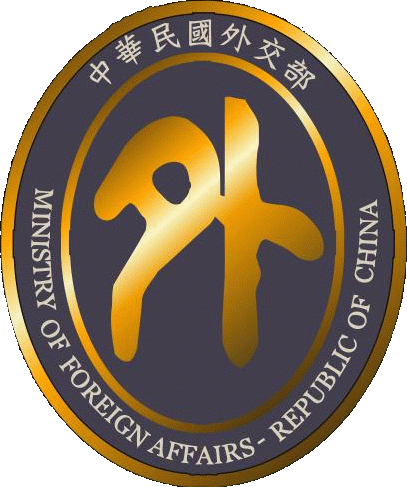 中華民國外交部
外
MINISTRY OF FOREIGN AFFAIRS - REPUBLIC OF CHINA